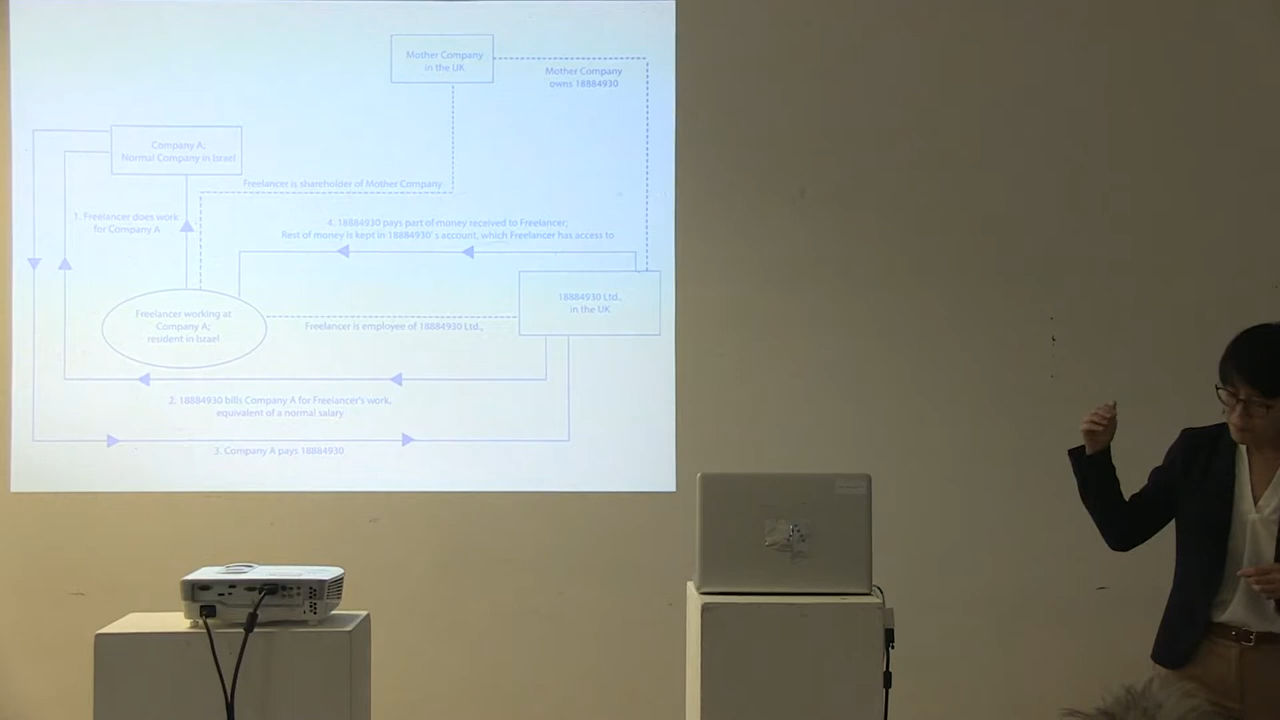 Mother Company
in the UK
Mother Company
owns 18884930
Company A;
Normal Company in Israel
Freelancer is shareholder of Mother Company
1. Freelancer does work
for Company A
4. 18884930 pays part of money received to Freelancer;
Rest of money is kept in 18884930's account, which Freelancer has access to
18884930 Ltd.,
in the UK
Freelancer working at
Company A;
resident in Israel
Freelancer is employee of 18884930 Ltd.,
2. 18884930 bills Company A for Freelancer's work,
equivalent of a normal salary
3. Company A pays 18884930